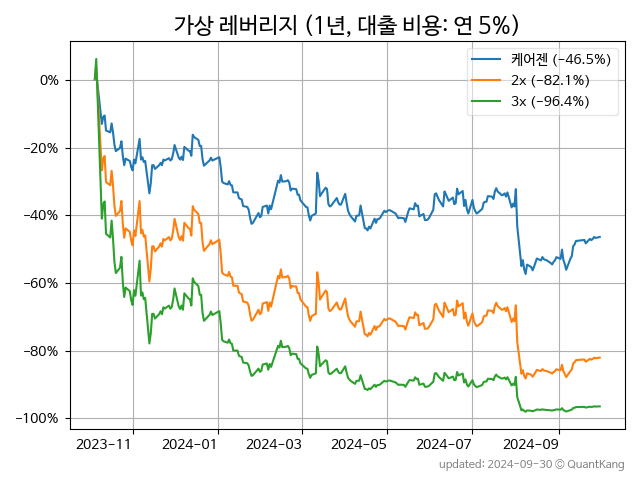 가상 레버리지 (1년, 대출 비용: 연 5%)
케어젠 (−46.5%)
2x (−82.1%)
3x (−96.4%)
0%
−20%
−40%
−60%
−80%
−100%
2023-11
2024-01
2024-03
2024-05
2024-07
2024-09
updated: 2024-09-30 © QuantKang